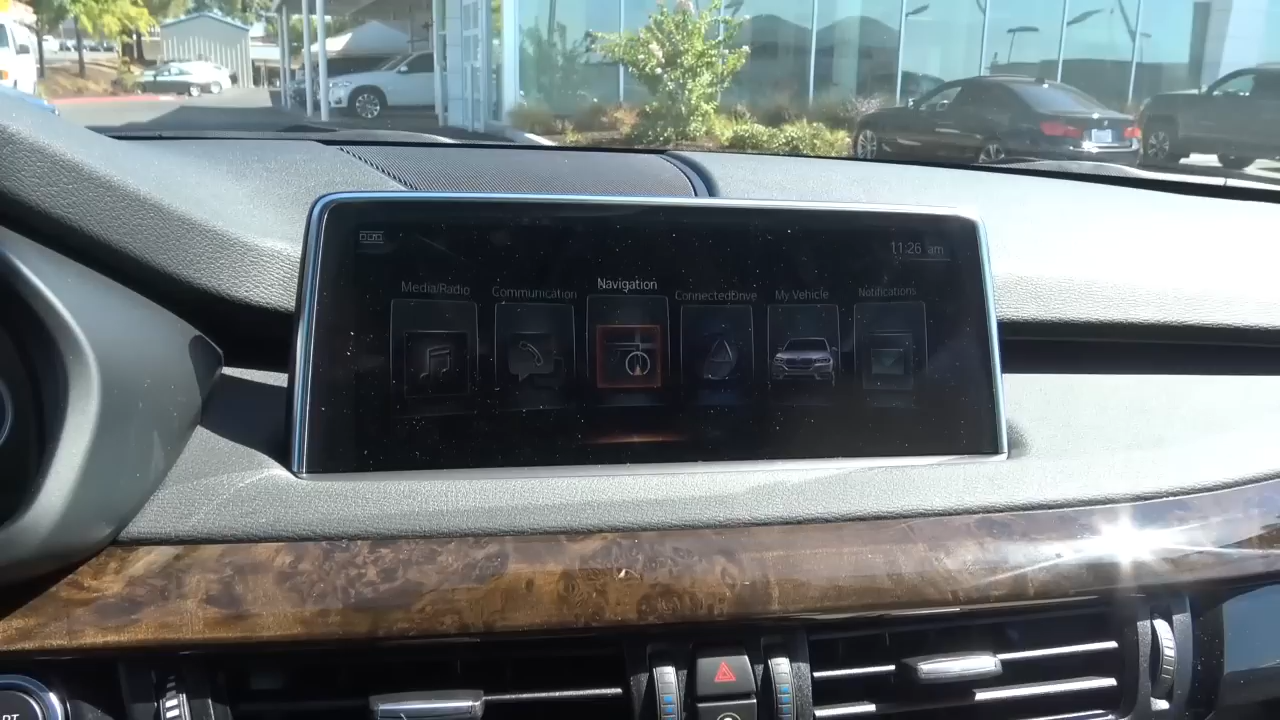 11:26 am
Media/Radio
Communication
Navigation
ConnectedDrive
My Vehicle
Notifications